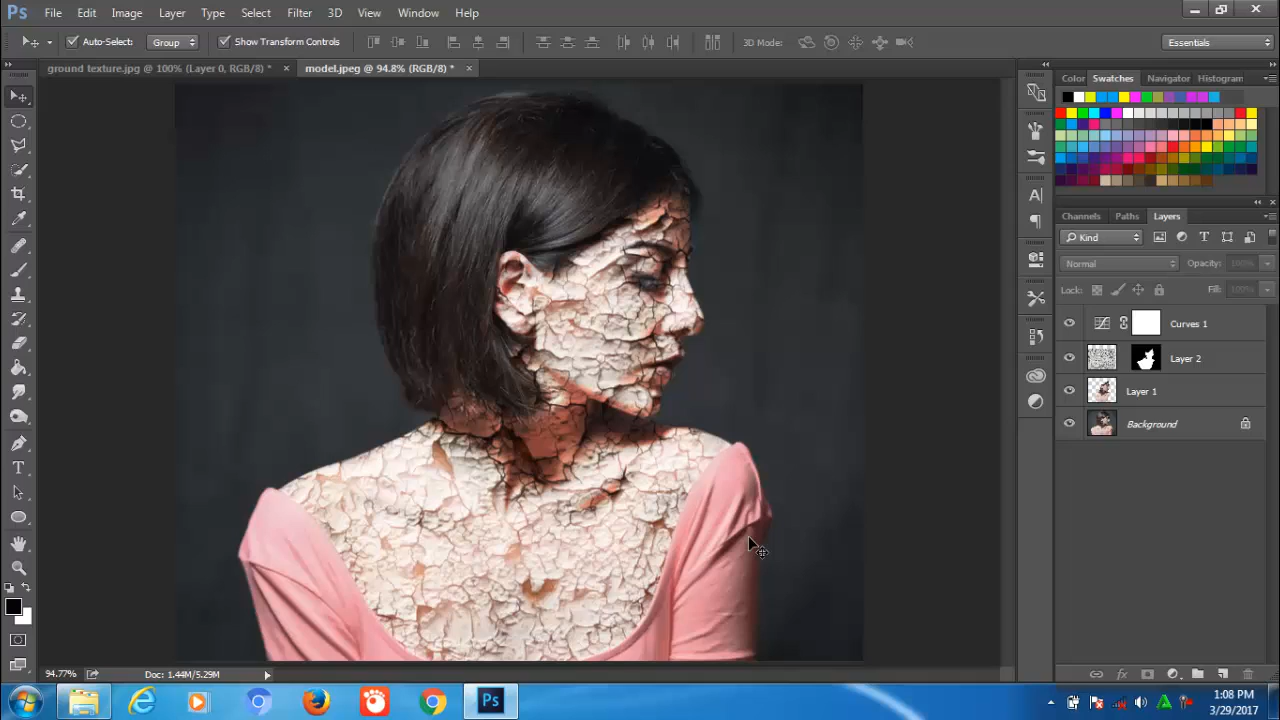 Ps File Edit Image Layer Type Select Filter 3D View Window Help
Auto-Select: Group Show Transform Controls 3D Mode: Essentials
ground texture.jpg @ 100% (Layer 0, RGB/8) * × model.jpeg @ 94.8% (RGB/8) * ×
Color Swatches Navigator Histogram
Channels Paths Layers
Kind
Normal Opacity: 100%
Lock: Fill: 100%
Curves 1
Layer 2
Layer 1
Background
94.77% Doc: 1.44M/5.29M
Ps
1:08 PM
3/29/2017